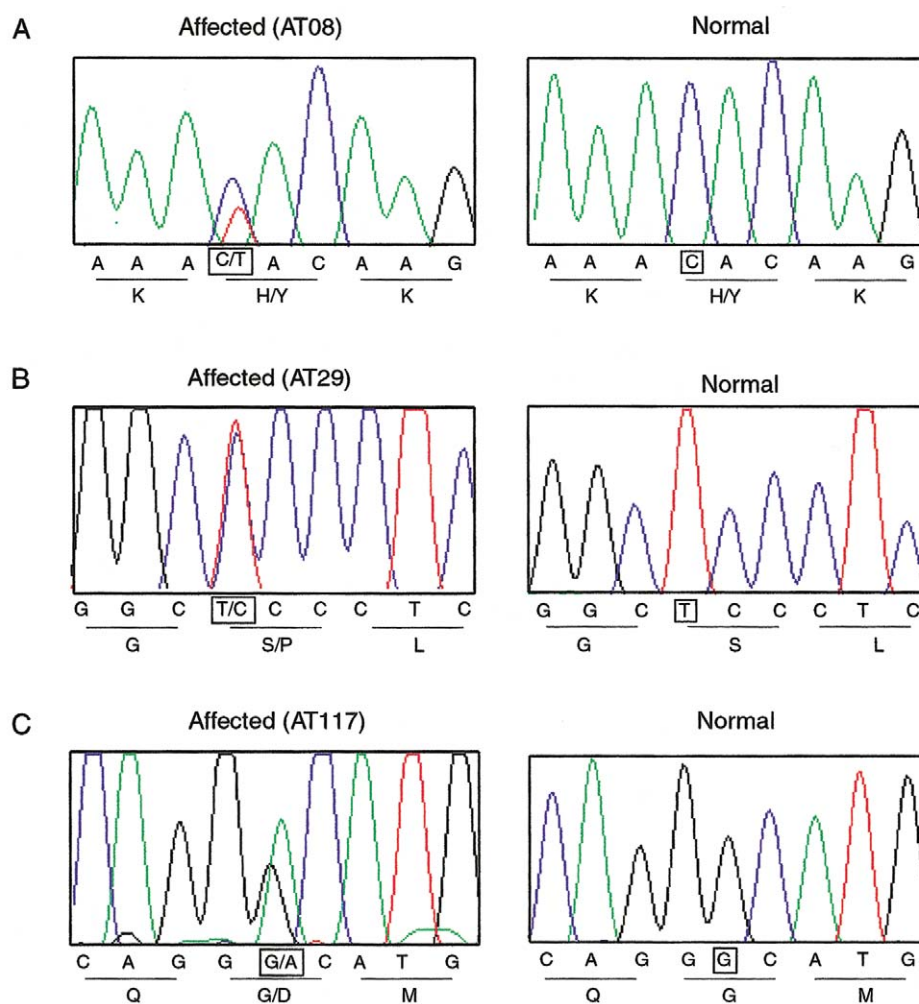 A
Affected (AT08)
Normal
A A A C/T A C A A G
K H/Y K
A A A C A C A A G
K H/Y K
B
Affected (AT29)
Normal
G G C T/C C C C T C
G S/P L
G G C T C C C T C
G S L
C
Affected (AT117)
Normal
C A G G G/A C A T G
Q G/D M
C A G G G C A T G
Q G M